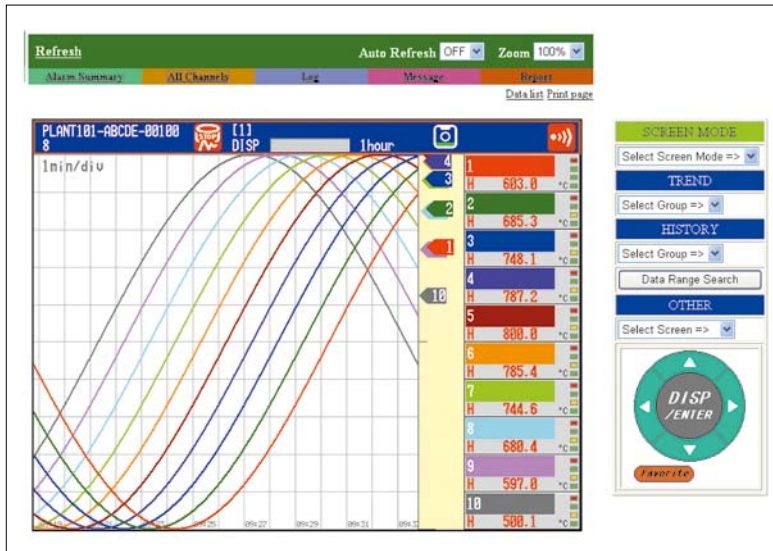 Refresh Auto Refresh OFF Zoom 100%
Alarm Summary All Channels Log Message Report
Data list Print page
PLANT101-ABCDE-00100 STOP [1]
8 DISP 1hour
1min/div
4
3
2
1
10
1
H 603.0 °C
2
H 685.3 °C
3
H 748.1 °C
4
H 787.2 °C
5
H 800.0 °C
6
H 785.4 °C
7
H 744.6 °C
8
H 680.4 °C
9
H 597.0 °C
10
H 500.1 °C
09:25 09:27 09:29 09:31
SCREEN MODE
Select Screen Mode =>
TREND
Select Group =>
HISTORY
Select Group =>
Data Range Search
OTHER
Select Screen =>
DISP
/ENTER
Favorite